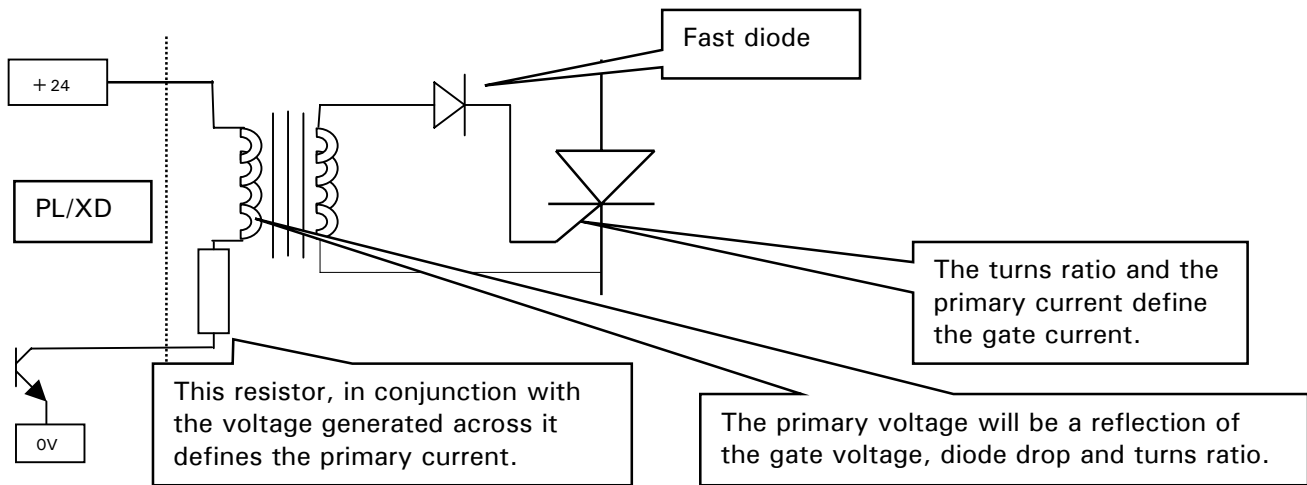 Fast diode
+24
PL/XD
The turns ratio and the
primary current define
the gate current.
This resistor, in conjunction with
the voltage generated across it
defines the primary current.
The primary voltage will be a reflection of
the gate voltage, diode drop and turns ratio.
0V